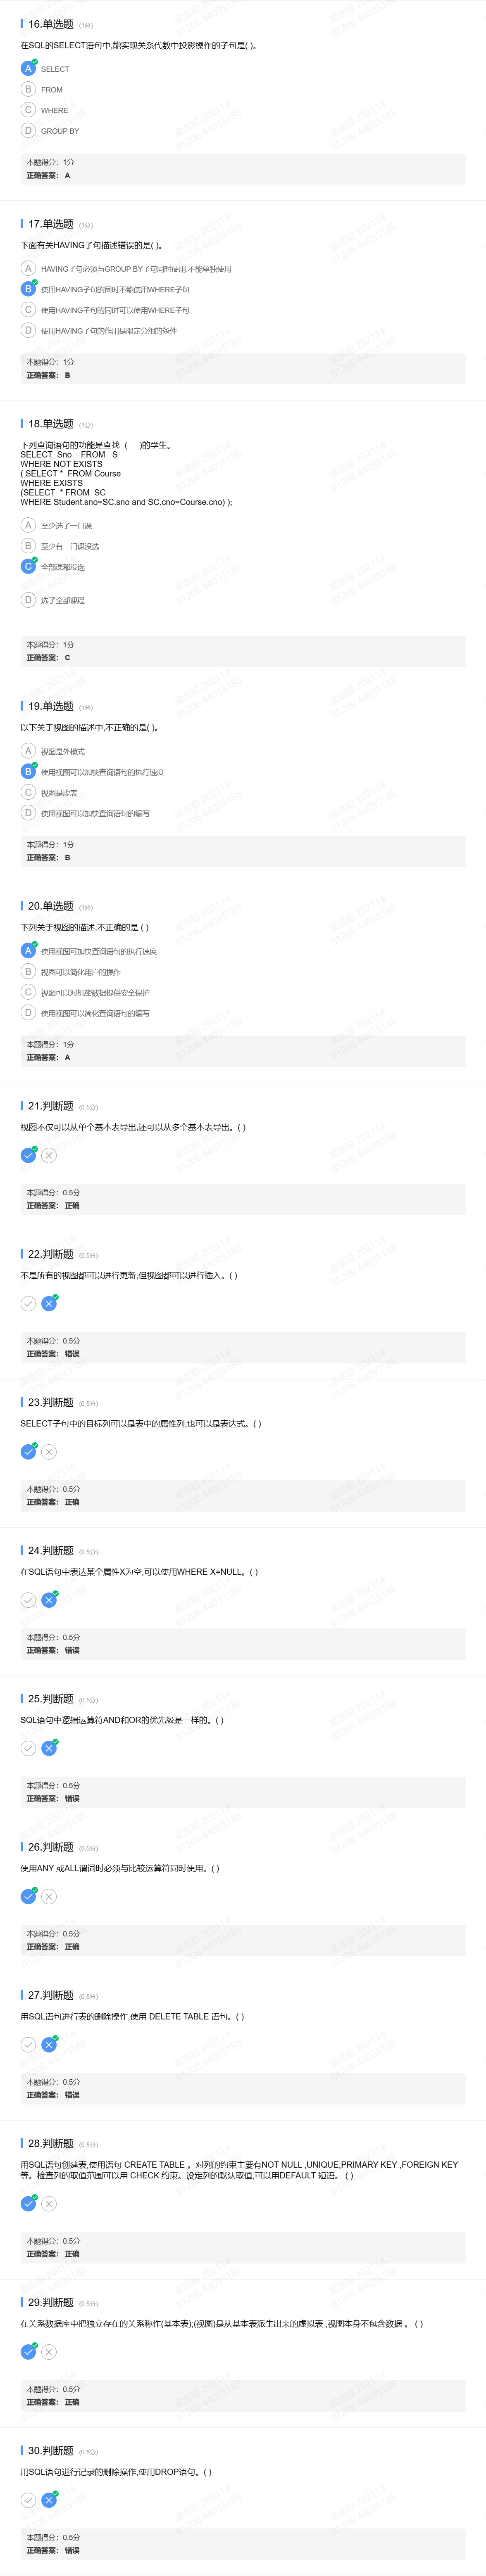 16.单选题 (1分)
在SQL的SELECT语句中,能实现关系代数中投影操作的子句是( )。
A SELECT
B FROM
C WHERE
D GROUP BY
本题得分：1分
正确答案： A
17.单选题 (1分)
下面有关HAVING子句描述错误的是( )。
A HAVING子句必须与GROUP BY子句同时使用,不能单独使用
B 使用HAVING子句的同时不能使用WHERE子句
C 使用HAVING子句的同时可以使用WHERE子句
D 使用HAVING子句的作用是限定分组的条件
本题得分：1分
正确答案： B
18.单选题 (1分)
下列查询语句的功能是查找（ ）的学生。
SELECT Sno FROM S
WHERE NOT EXISTS
( SELECT * FROM Course
WHERE EXISTS
(SELECT * FROM SC
WHERE Student.sno=SC.sno and SC.cno=Course.cno) );
A 至少选了一门课
B 至少有一门课没选
C 全部课都没选
D 选了全部课程
本题得分：1分
正确答案： C
19.单选题 (1分)
以下关于视图的描述中,不正确的是( )。
A 视图是外模式
B 使用视图可以加快查询语句的执行速度
C 视图是虚表
D 使用视图可以加快查询语句的编写
本题得分：1分
正确答案： B
20.单选题 (1分)
下列关于视图的描述,不正确的是 ( )
A 使用视图可加快查询语句的执行速度
B 视图可以简化用户的操作
C 视图可以对机密数据提供安全保护
D 使用视图可以简化查询语句的编写
本题得分：1分
正确答案： A
21.判断题 (0.5分)
视图不仅可以从单个基本表导出,还可以从多个基本表导出。( )
本题得分：0.5分
正确答案： 正确
22.判断题 (0.5分)
不是所有的视图都可以进行更新,但视图都可以进行插入。( )
本题得分：0.5分
正确答案： 错误
23.判断题 (0.5分)
SELECT子句中的目标列可以是表中的属性列,也可以是表达式。( )
本题得分：0.5分
正确答案： 正确
24.判断题 (0.5分)
在SQL语句中表达某个属性X为空,可以使用WHERE X=NULL。( )
本题得分：0.5分
正确答案： 错误
25.判断题 (0.5分)
SQL语句中逻辑运算符AND和OR的优先级是一样的。( )
本题得分：0.5分
正确答案： 错误
26.判断题 (0.5分)
使用ANY 或ALL谓词时必须与比较运算符同时使用。( )
本题得分：0.5分
正确答案： 正确
27.判断题 (0.5分)
用SQL语句进行表的删除操作,使用 DELETE TABLE 语句。( )
本题得分：0.5分
正确答案： 错误
28.判断题 (0.5分)
用SQL语句创建表,使用语句 CREATE TABLE 。对列的约束主要有NOT NULL ,UNIQUE,PRIMARY KEY ,FOREIGN KEY
等。检查列的取值范围可以用 CHECK 约束。设定列的默认取值,可以用DEFAULT 短语。 ( )
本题得分：0.5分
正确答案： 正确
29.判断题 (0.5分)
在关系数据库中把独立存在的关系称作(基本表);(视图)是从基本表派生出来的虚拟表 ,视图本身不包含数据 。 ( )
本题得分：0.5分
正确答案： 正确
30.判断题 (0.5分)
用SQL语句进行记录的删除操作,使用DROP语句。( )
本题得分：0.5分
正确答案： 错误